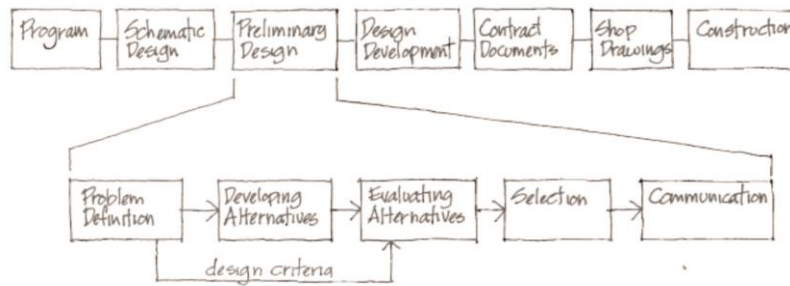 Program
Schematic
Design
Preliminary
Design
Design
Development
Contract
Documents
Shop
Drawings
Construction
Problem
Definition
Developing
Alternatives
Evaluating
Alternatives
Selection
Communication
design criteria